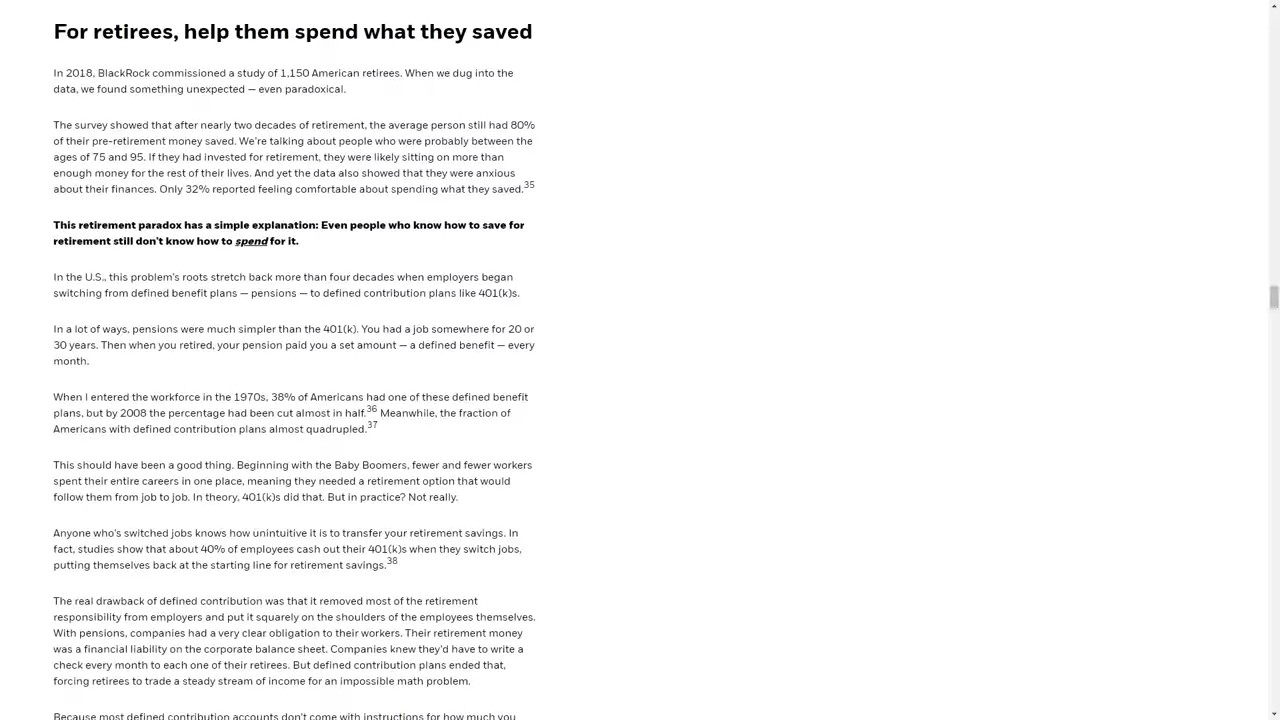 For retirees, help them spend what they saved
In 2018, BlackRock commissioned a study of 1,150 American retirees. When we dug into the
data, we found something unexpected — even paradoxical.
The survey showed that after nearly two decades of retirement, the average person still had 80%
of their pre-retirement money saved. We're talking about people who were probably between the
ages of 75 and 95. If they had invested for retirement, they were likely sitting on more than
enough money for the rest of their lives. And yet the data also showed that they were anxious
about their finances. Only 32% reported feeling comfortable about spending what they saved.35
This retirement paradox has a simple explanation: Even people who know how to save for
retirement still don't know how to spend for it.
In the U.S., this problem's roots stretch back more than four decades when employers began
switching from defined benefit plans — pensions — to defined contribution plans like 401(k)s.
In a lot of ways, pensions were much simpler than the 401(k). You had a job somewhere for 20 or
30 years. Then when you retired, your pension paid you a set amount — a defined benefit — every
month.
When I entered the workforce in the 1970s, 38% of Americans had one of these defined benefit
plans, but by 2008 the percentage had been cut almost in half.36 Meanwhile, the fraction of
Americans with defined contribution plans almost quadrupled.37
This should have been a good thing. Beginning with the Baby Boomers, fewer and fewer workers
spent their entire careers in one place, meaning they needed a retirement option that would
follow them from job to job. In theory, 401(k)s did that. But in practice? Not really.
Anyone who's switched jobs knows how unintuitive it is to transfer your retirement savings. In
fact, studies show that about 40% of employees cash out their 401(k)s when they switch jobs,
putting themselves back at the starting line for retirement savings.38
The real drawback of defined contribution was that it removed most of the retirement
responsibility from employers and put it squarely on the shoulders of the employees themselves.
With pensions, companies had a very clear obligation to their workers. Their retirement money
was a financial liability on the corporate balance sheet. Companies knew they'd have to write a
check every month to each one of their retirees. But defined contribution plans ended that,
forcing retirees to trade a steady stream of income for an impossible math problem.
Because most defined contribution accounts don't come with instructions for how much you